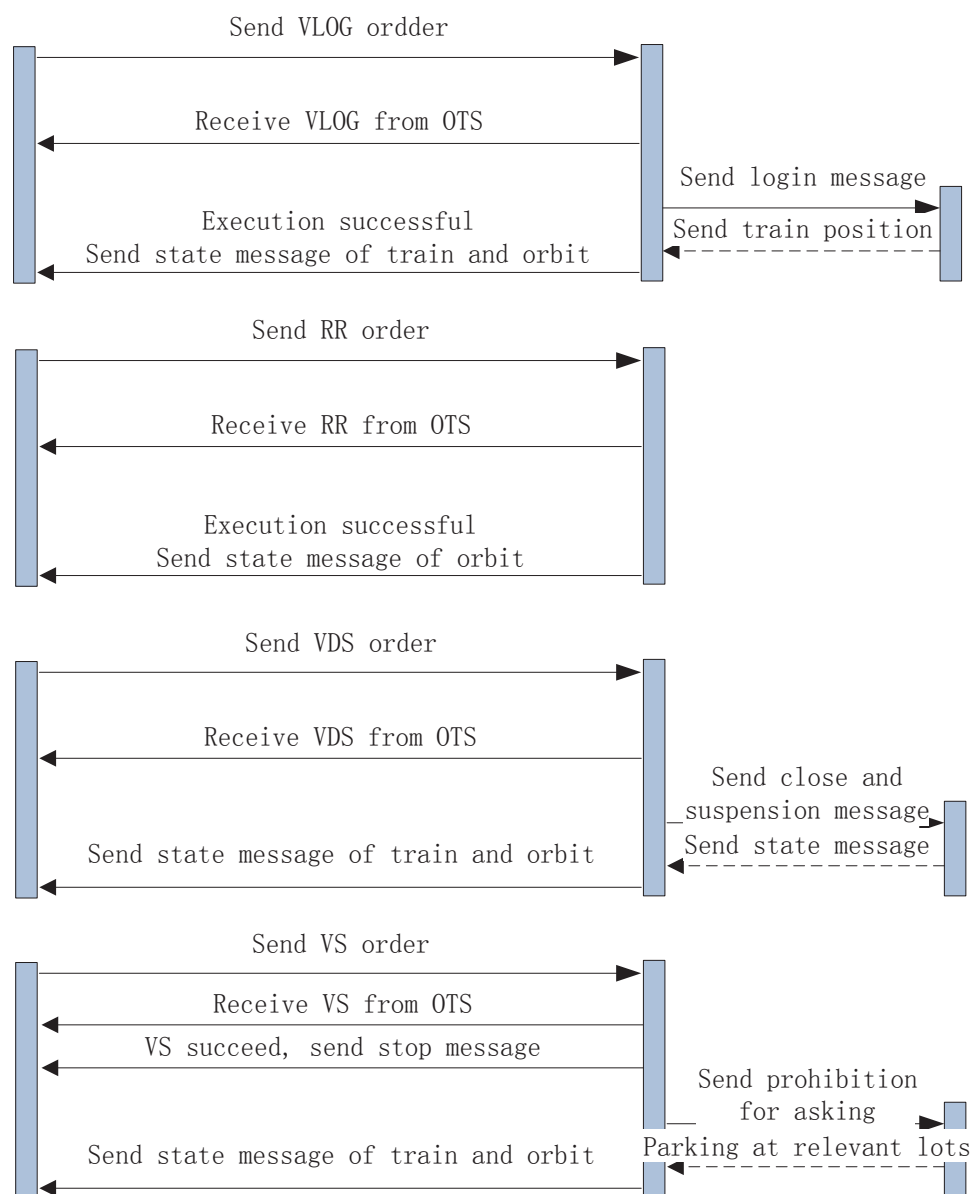 Send VLOG ordder
Receive VLOG from OTS
Send login message
Send train position
Execution successful
Send state message of train and orbit
Send RR order
Receive RR from OTS
Execution successful
Send state message of orbit
Send VDS order
Receive VDS from OTS
Send close and
suspension message
Send state message
Send state message of train and orbit
Send VS order
Receive VS from OTS
VS succeed, send stop message
Send prohibition
for asking
Parking at relevant lots
Send state message of train and orbit